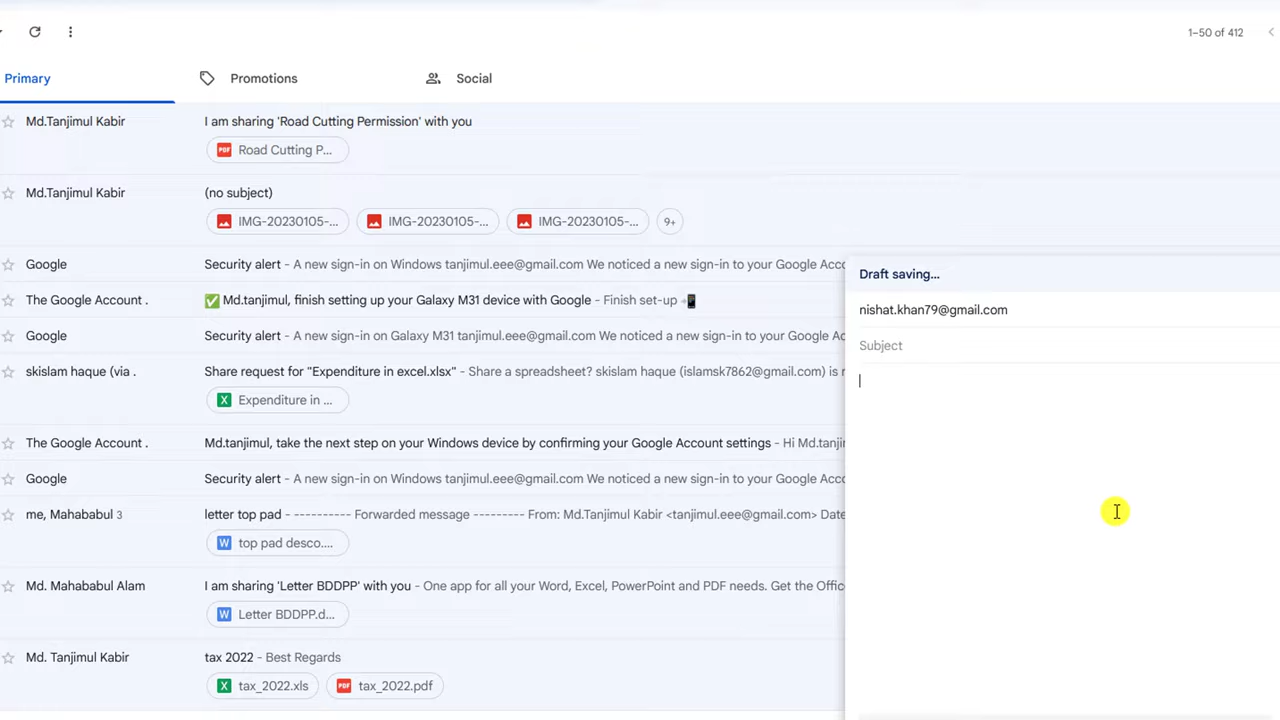 1–50 of 412
Primary
Promotions
Social
Md.Tanjimul Kabir
I am sharing 'Road Cutting Permission' with you
PDF Road Cutting P...
Md.Tanjimul Kabir
(no subject)
IMG-20230105-... IMG-20230105-... IMG-20230105-... 9+
Google
Security alert - A new sign-in on Windows tanjimul.eee@gmail.com We noticed a new sign-in to your Google Acco
The Google Account .
✅ Md.tanjimul, finish setting up your Galaxy M31 device with Google - Finish set-up 📲
Google
Security alert - A new sign-in on Galaxy M31 tanjimul.eee@gmail.com We noticed a new sign-in to your Google Ac
skislam haque (via .
Share request for "Expenditure in excel.xlsx" - Share a spreadsheet? skislam haque (islamsk7862@gmail.com) is r
X Expenditure in ...
The Google Account .
Md.tanjimul, take the next step on your Windows device by confirming your Google Account settings - Hi Md.tanji
Google
Security alert - A new sign-in on Windows tanjimul.eee@gmail.com We noticed a new sign-in to your Google Acco
me, Mahababul 3
letter top pad - ---------- Forwarded message --------- From: Md.Tanjimul Kabir <tanjimul.eee@gmail.com> Date
W top pad desco....
Md. Mahababul Alam
I am sharing 'Letter BDDPP' with you - One app for all your Word, Excel, PowerPoint and PDF needs. Get the Offic
W Letter BDDPP.d...
Md. Tanjimul Kabir
tax 2022 - Best Regards
X tax_2022.xls PDF tax_2022.pdf
Draft saving...
nishat.khan79@gmail.com
Subject